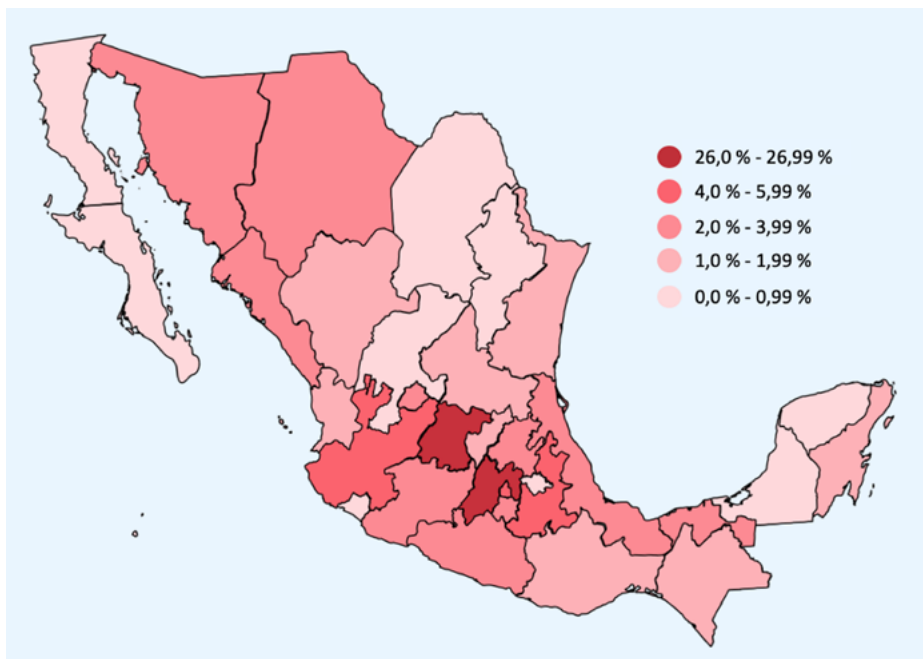 26,0 % - 26,99 %
4,0 % - 5,99 %
2,0 % - 3,99 %
1,0 % - 1,99 %
0,0 % - 0,99 %